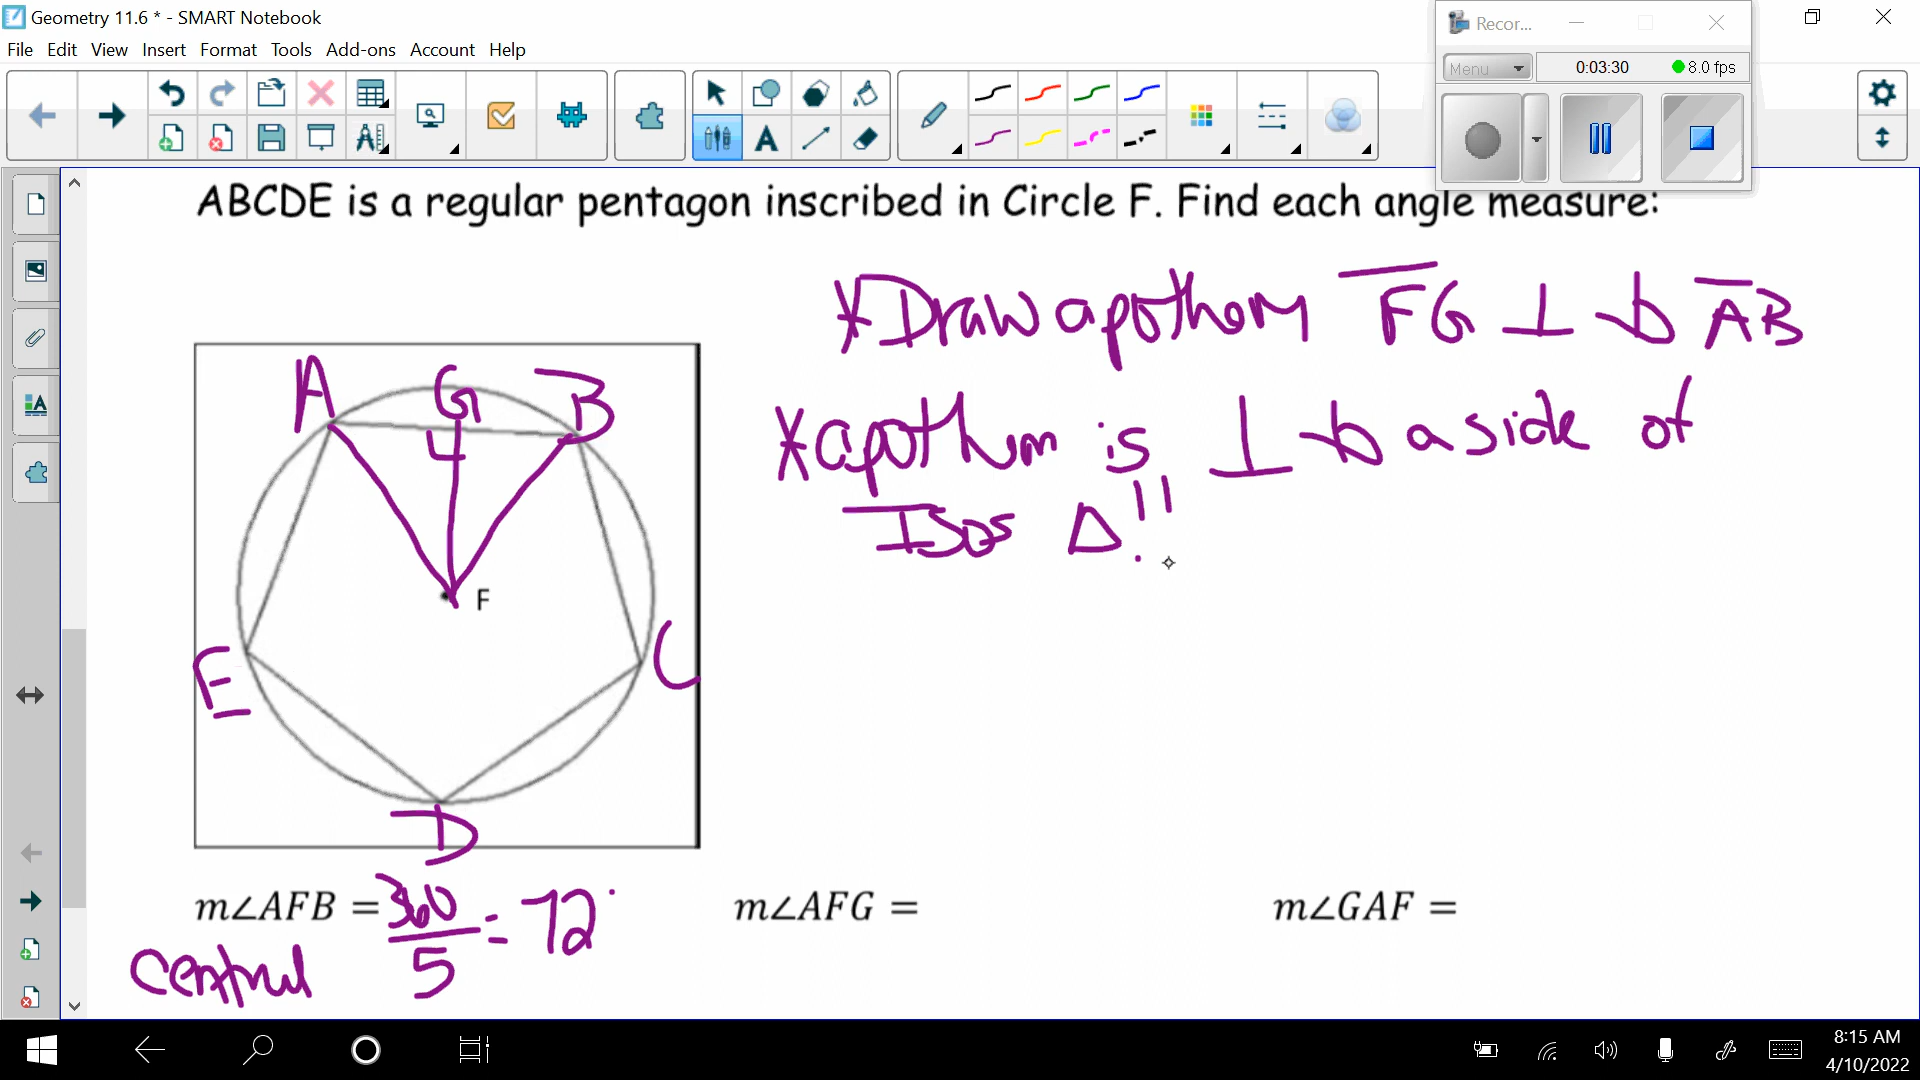 Geometry 11.6 * - SMART Notebook
Recor...
File Edit View Insert Format Tools Add-ons Account Help
Menu 0:03:30 8.0 fps
ABCDE is a regular pentagon inscribed in Circle F. Find each angle measure:
*Draw apothem FG ⊥ to AB
A G B
*apothem is ⊥ to a side of
Isos Δ!!
F
E C
D
m∠AFB = 360/5 = 72° m∠AFG = m∠GAF =
central
8:15 AM
4/10/2022